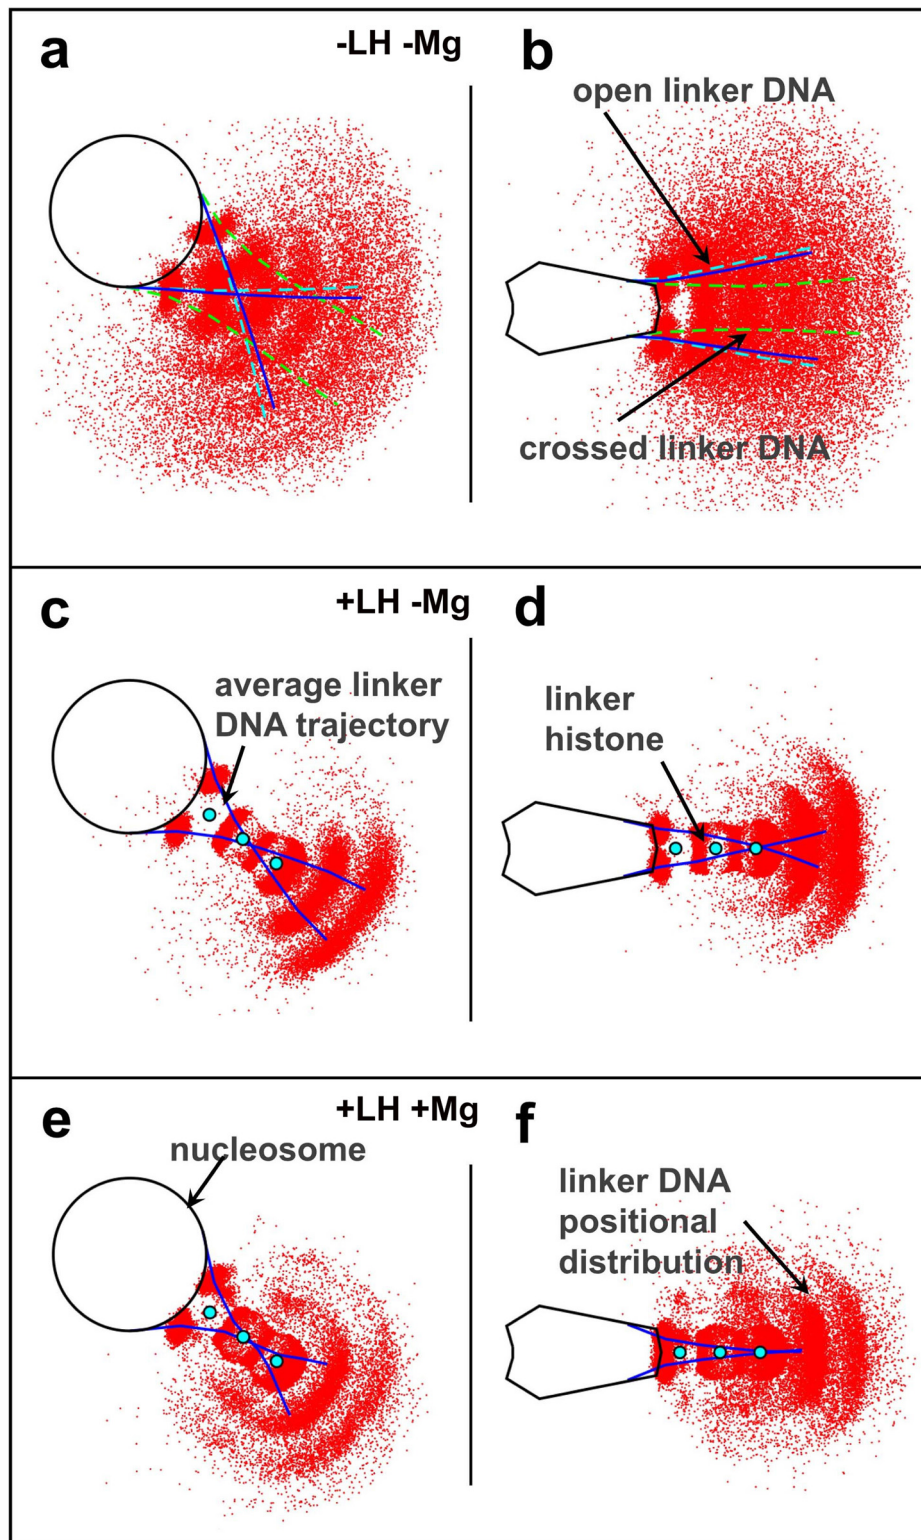 a
-LH -Mg
b
open linker DNA
crossed linker DNA
c
+LH -Mg
d
average linker
DNA trajectory
linker
histone
e
+LH +Mg
f
nucleosome
linker DNA
positional
distribution